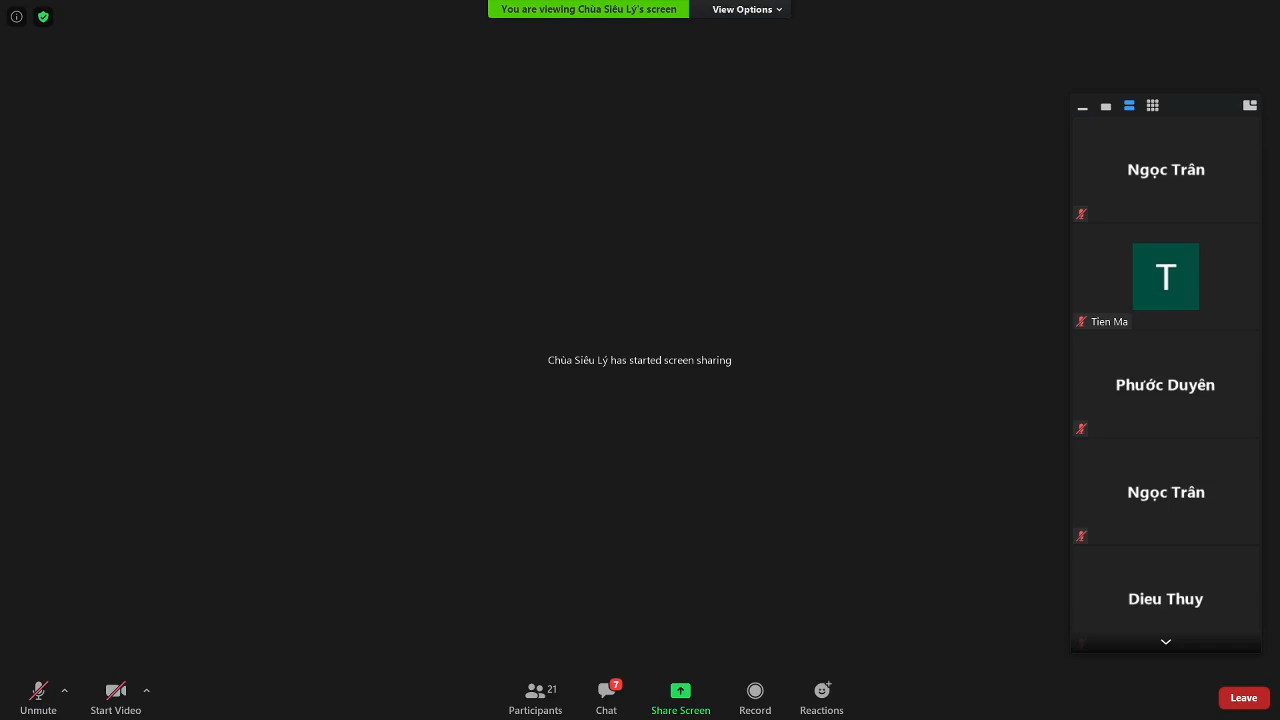 You are viewing Chùa Siêu Lý's screen
View Options
Ngọc Trân
T
Tien Ma
Chùa Siêu Lý has started screen sharing
Phước Duyên
Ngọc Trân
Dieu Thuy
21
7
Unmute
Start Video
Participants
Chat
Share Screen
Record
Reactions
Leave